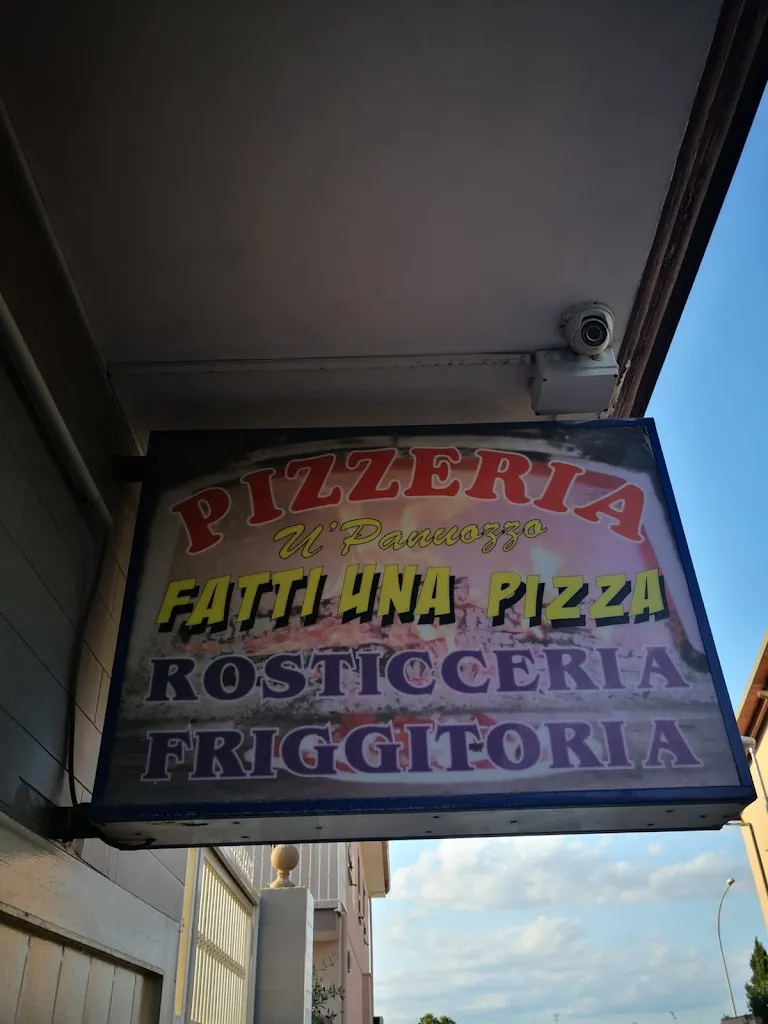 PIZZERIA
U' Panuozzo
FATTI UNA PIZZA
ROSTICCERIA
FRIGGITORIA